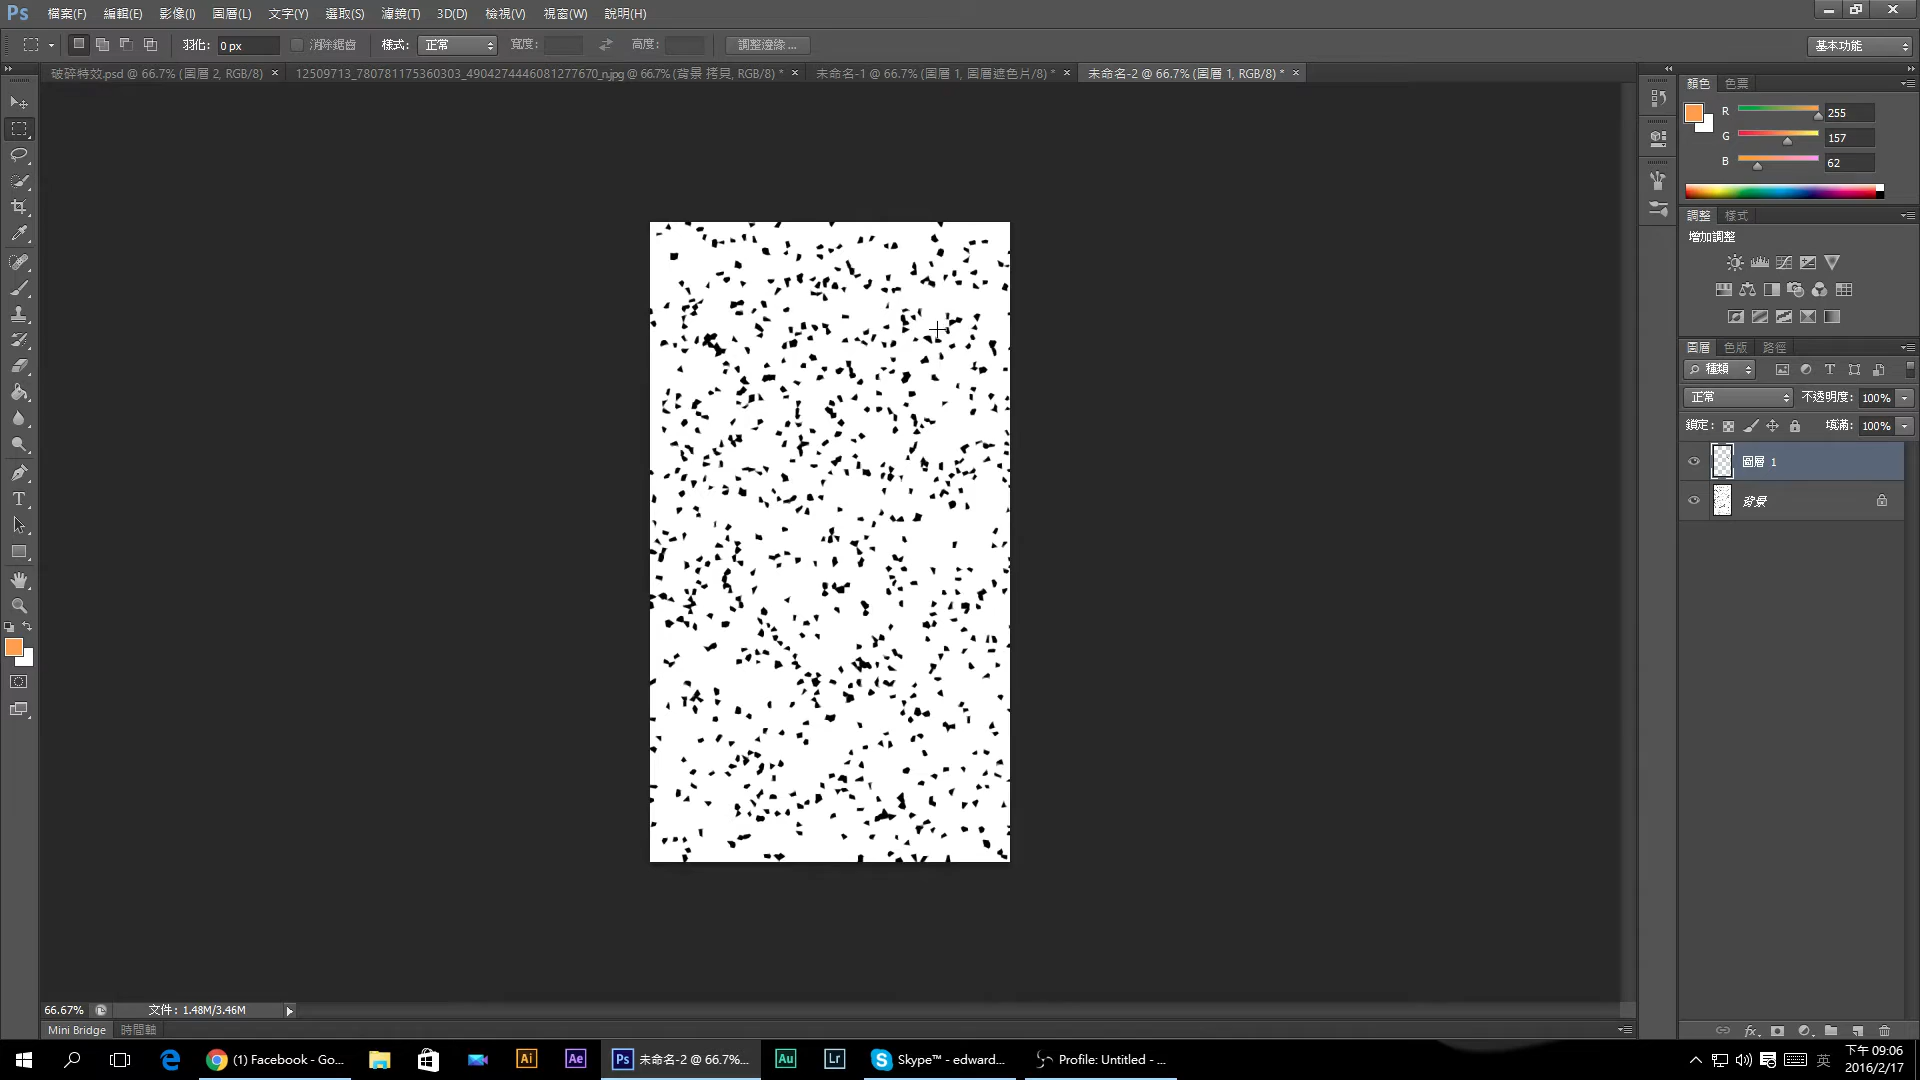 Ps 檔案(F) 編輯(E) 影像(I) 圖層(L) 文字(Y) 選取(S) 濾鏡(T) 3D(D) 檢視(V) 視窗(W) 說明(H)
羽化: 0 px 消除鋸齒 樣式: 正常 寬度: 高度: 調整邊緣... 基本功能
破碎特效.psd @ 66.7% (圖層 2, RGB/8) × 12509713_780781175360303_4904274446081277670_n.jpg @ 66.7% (背景 拷貝, RGB/8) * × 未命名-1 @ 66.7% (圖層 1, 圖層遮色片/8) * × 未命名-2 @ 66.7% (圖層 1, RGB/8) * ×
顏色 色票
R 255
G 157
B 62
調整 樣式
增加調整
圖層 色版 路徑
種類
正常 不透明度: 100%
鎖定: 填滿: 100%
圖層 1
背景
66.67% 文件: 1.48M/3.46M
Mini Bridge 時間軸
(1) Facebook - Go... Ai Ae Ps 未命名-2 @ 66.7%... Au Lr Skype™ - edward... Profile: Untitled - ... 英 下午 09:06
2016/2/17